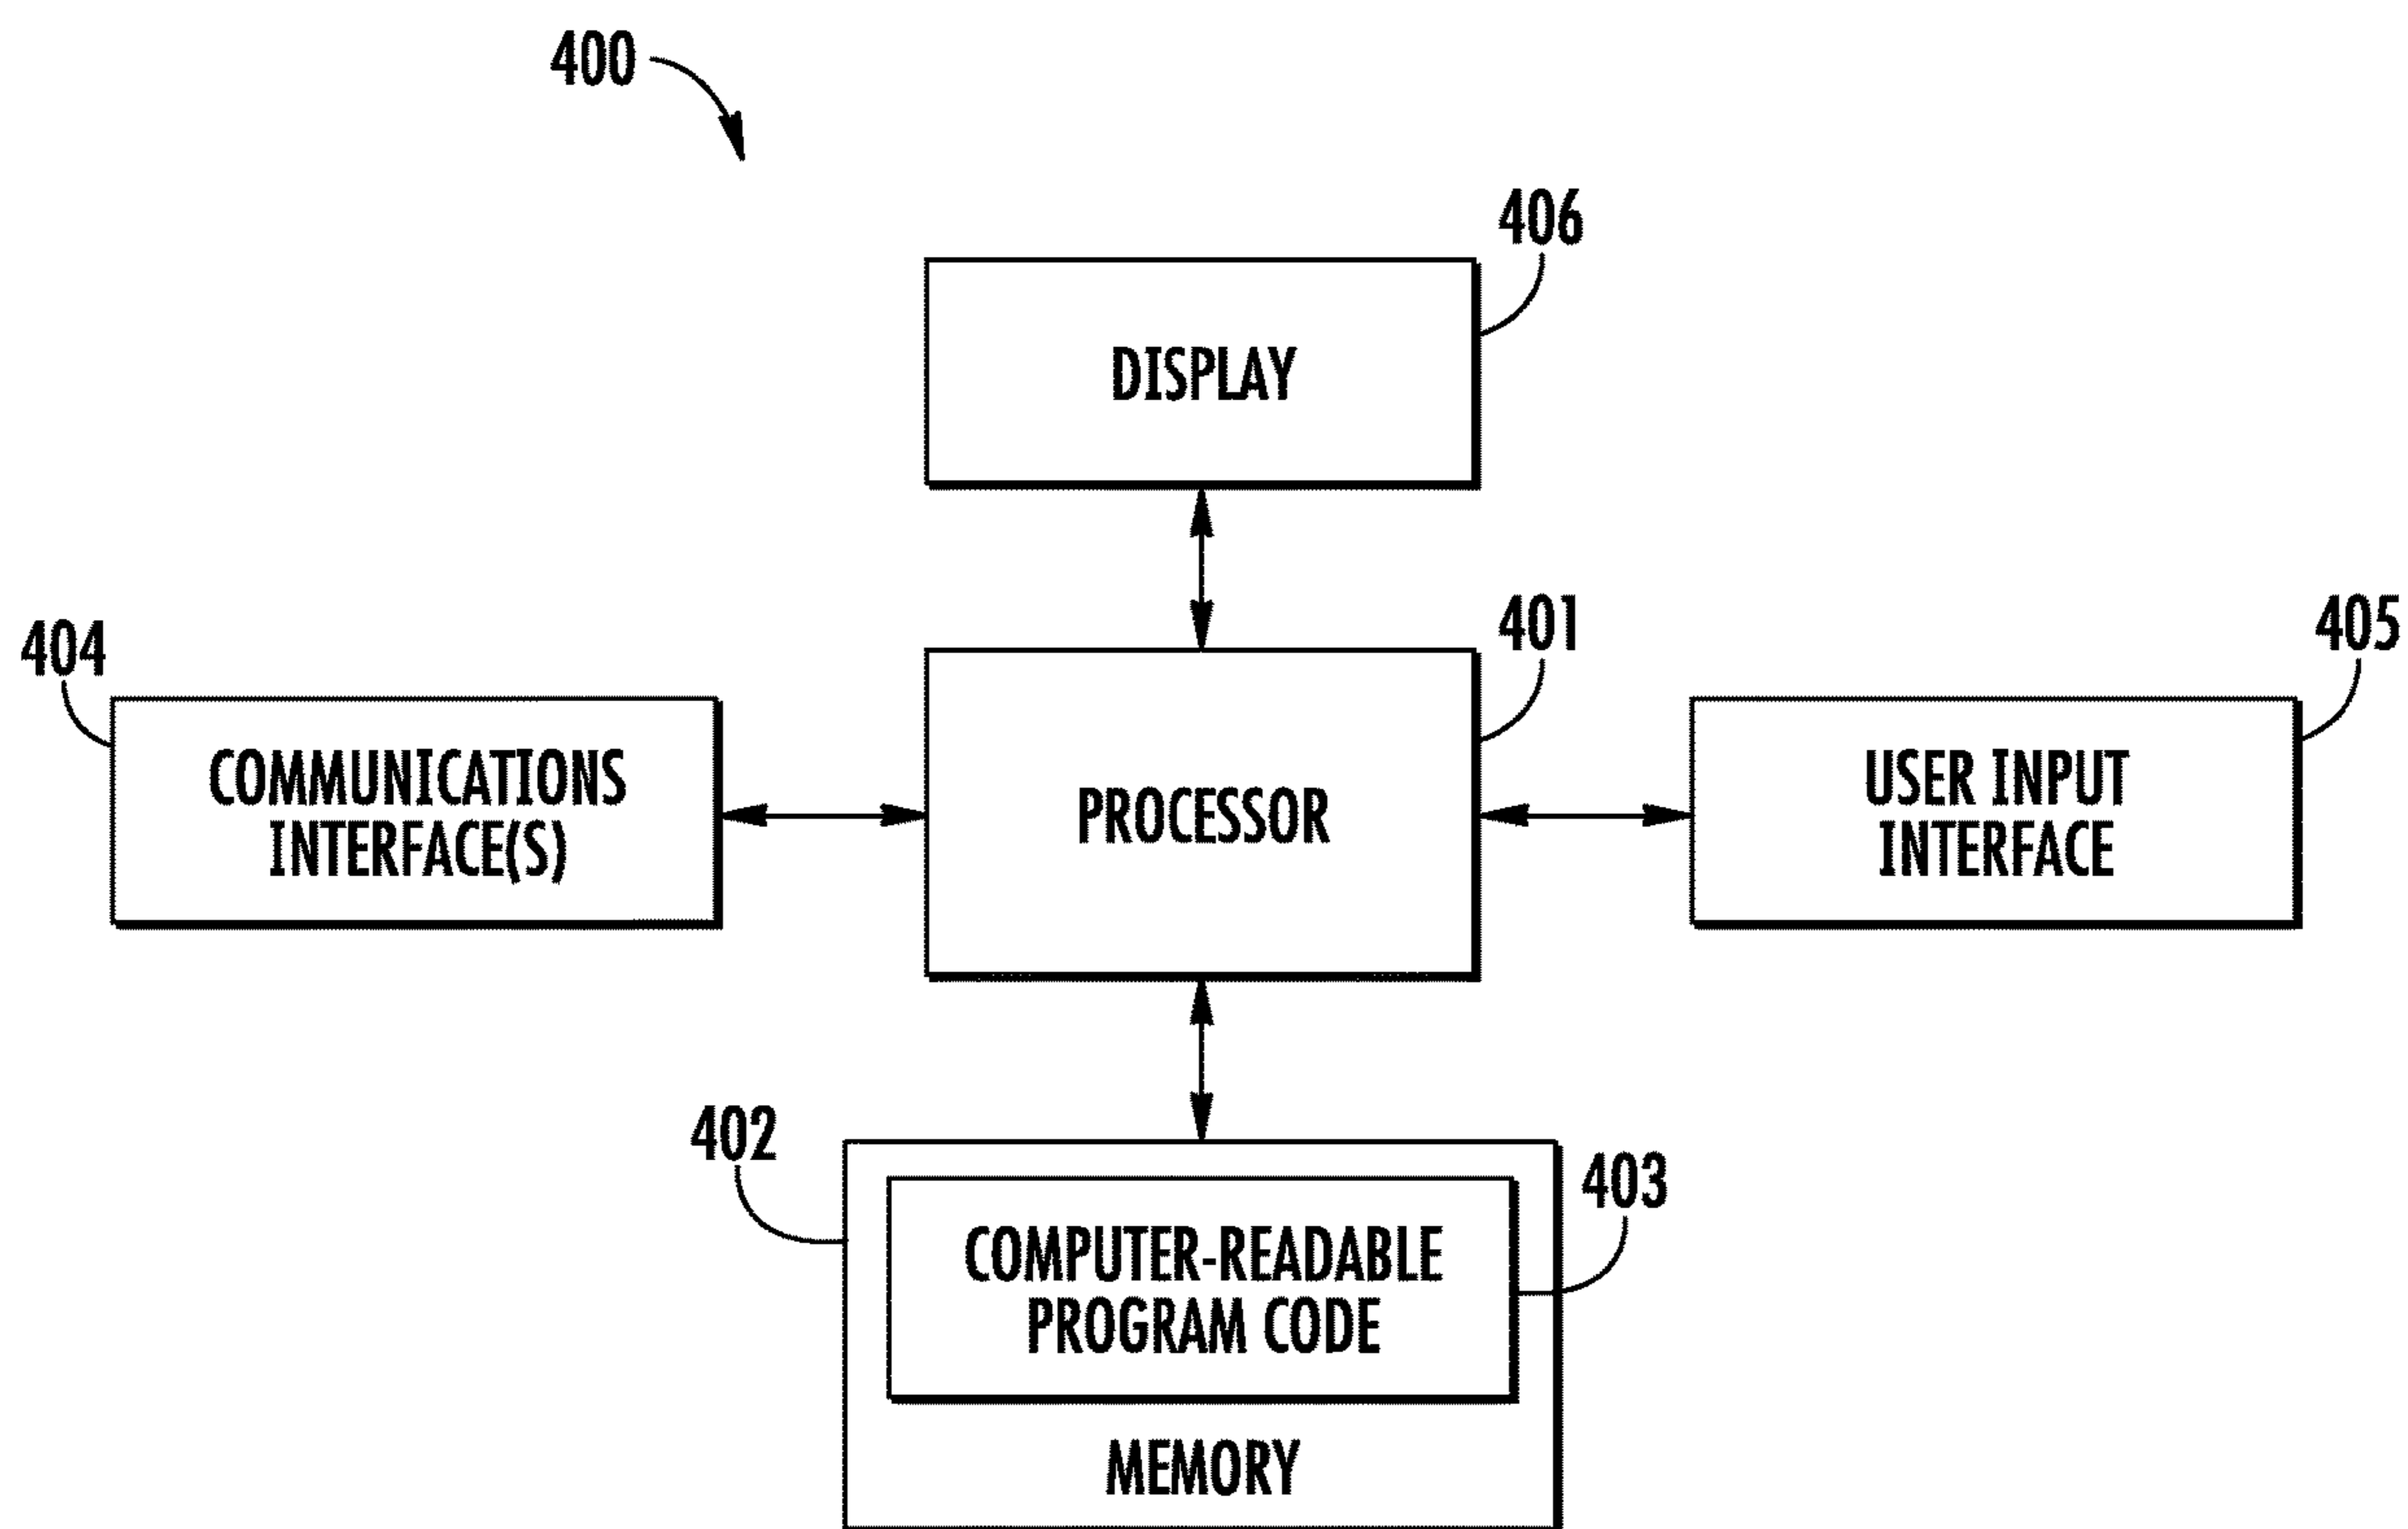 400
406
DISPLAY
401
405
404
COMMUNICATIONS
INTERFACE(S)
PROCESSOR
USER INPUT
INTERFACE
402
403
COMPUTER-READABLE
PROGRAM CODE
MEMORY